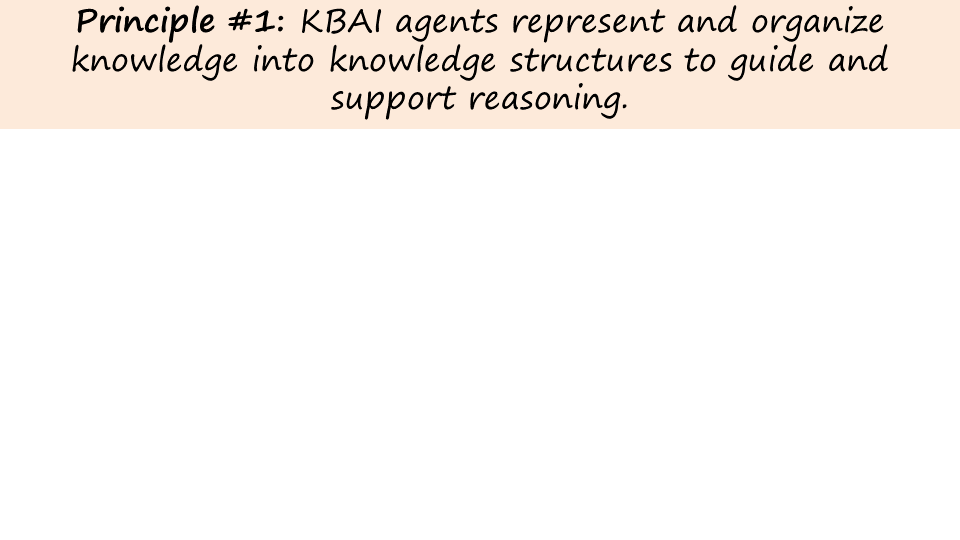 Principle #1: KBAI agents represent and organize
knowledge into knowledge structures to guide and
support reasoning.